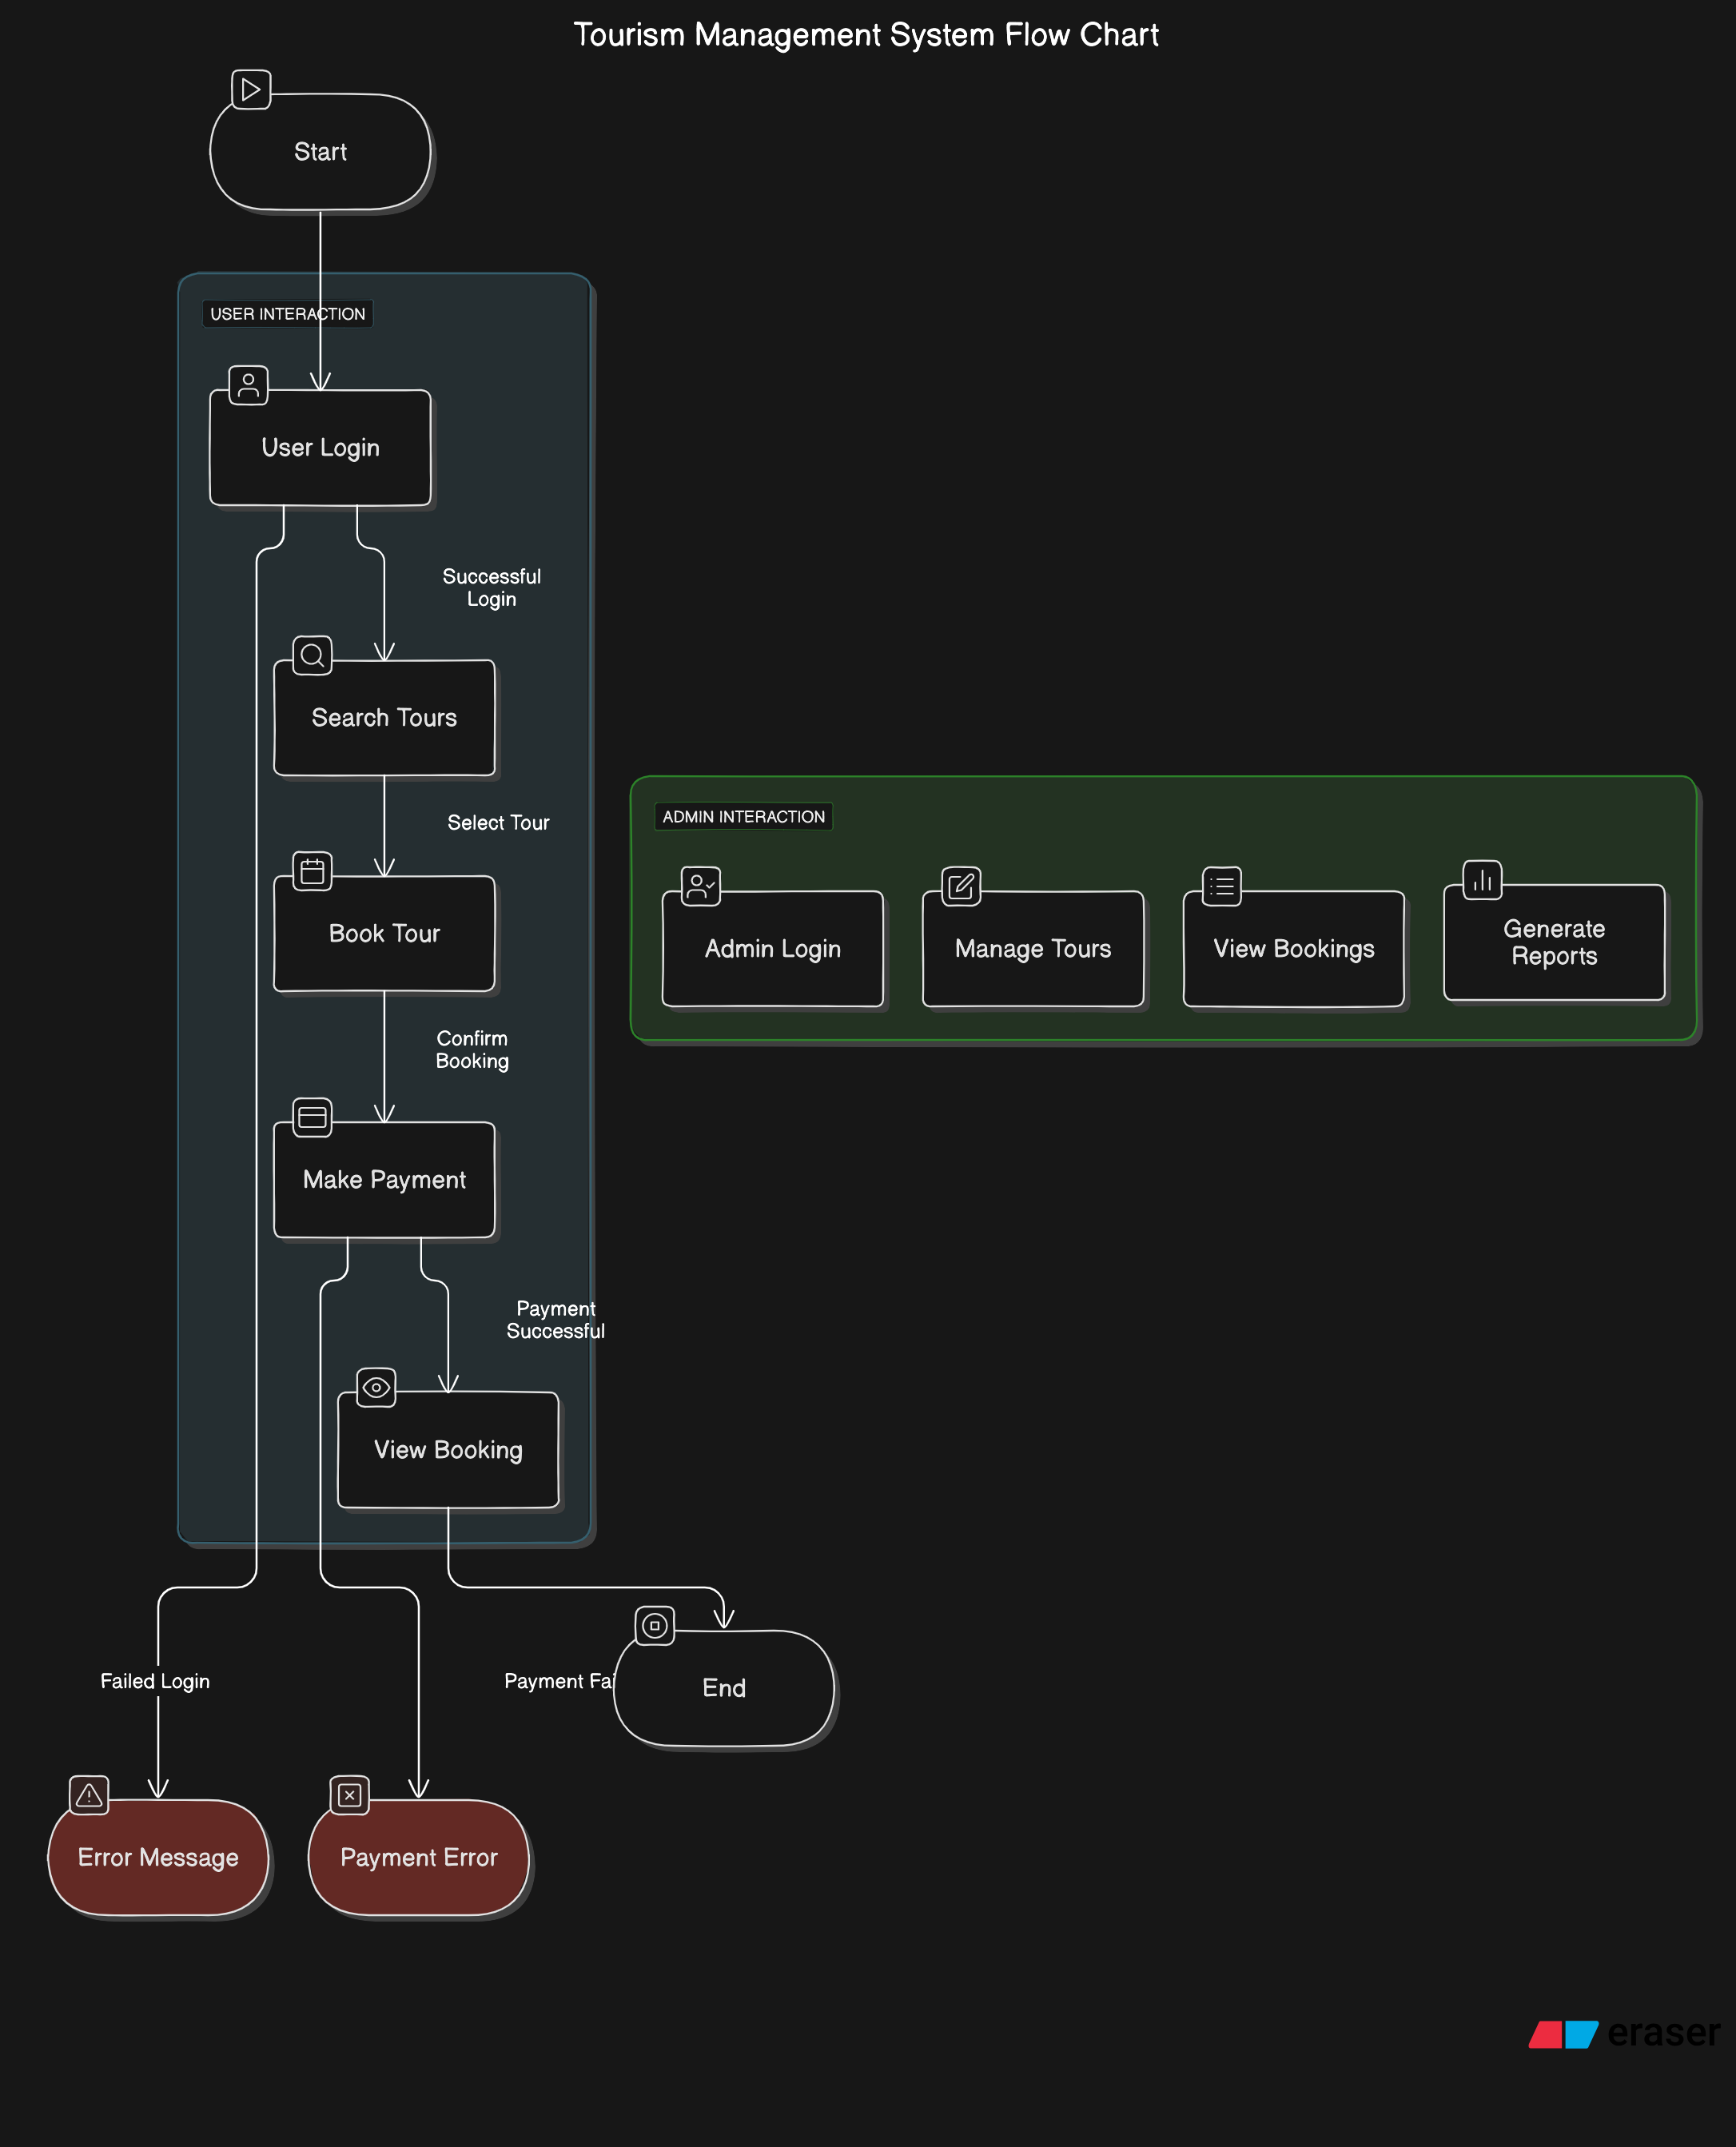 Tourism Management System Flow Chart
Start
USER INTERACTION
User Login
Successful
Login
Search Tours
Select Tour
Book Tour
Confirm
Booking
Make Payment
Payment
Successful
View Booking
ADMIN INTERACTION
Admin Login
Manage Tours
View Bookings
Generate
Reports
Failed Login
Payment Fai
End
Error Message
Payment Error
eraser